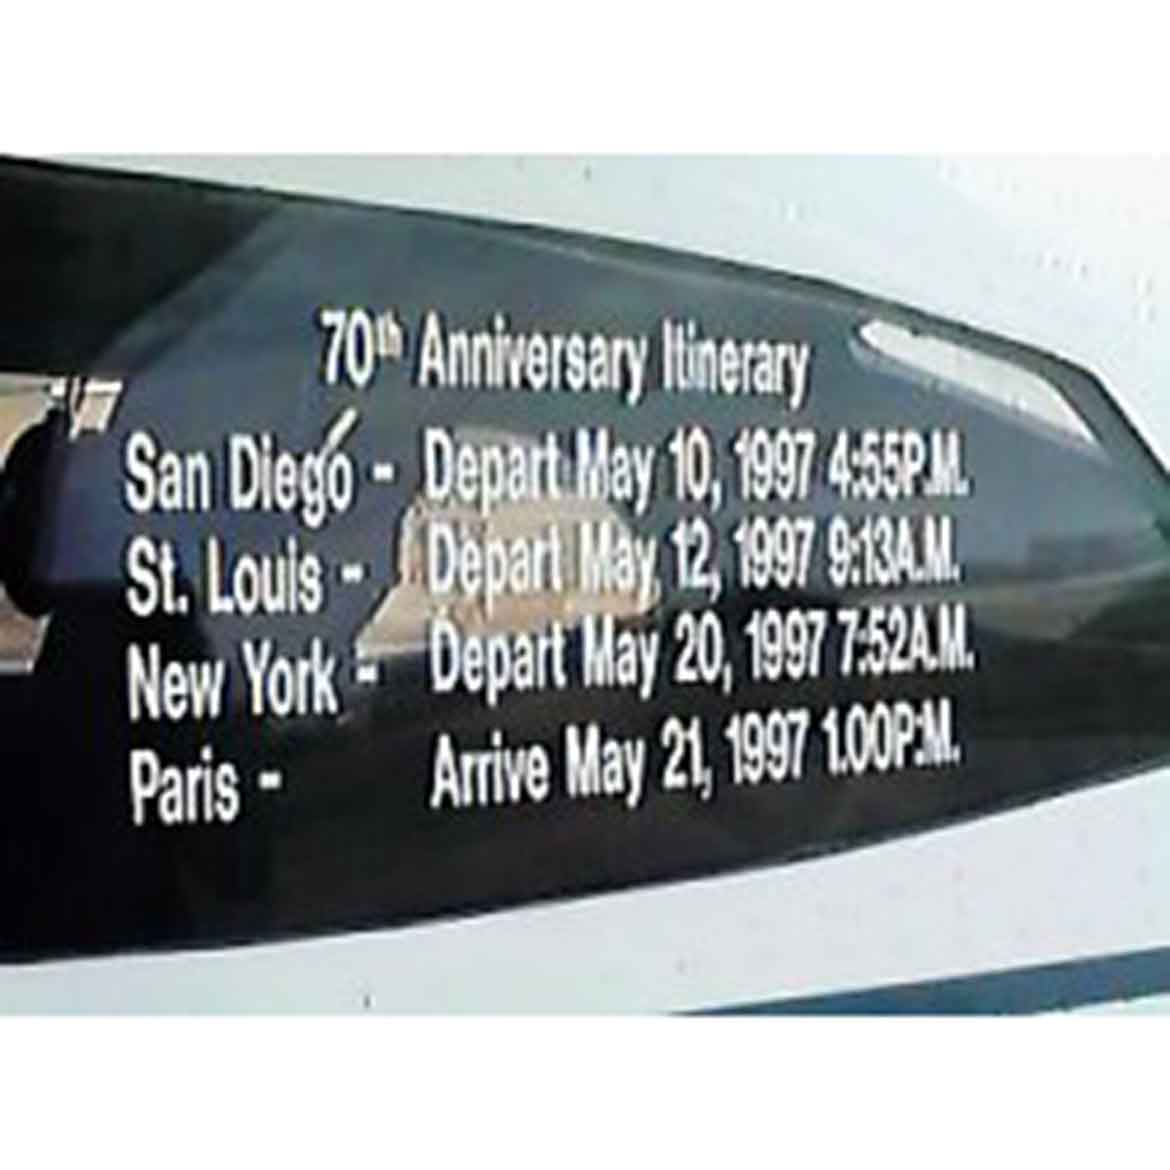 70th Anniversary Itinerary
San Diego - Depart May 10, 1997 4:55P.M.
St. Louis - Depart May 12, 1997 9:13A.M.
New York - Depart May 20, 1997 7:52A.M.
Paris - Arrive May 21, 1997 1.00P.M.